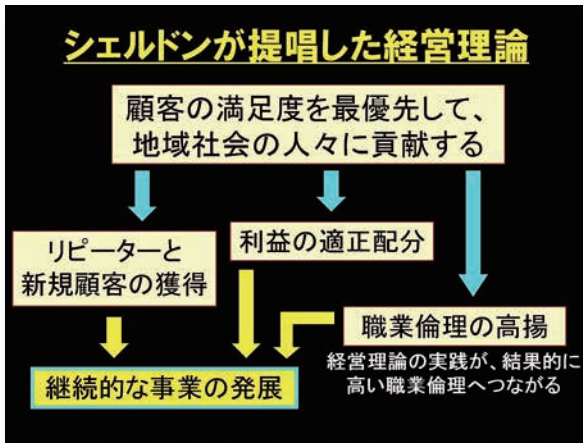 シェルドンが提唱した経営理論
顧客の満足度を最優先して、
地域社会の人々に貢献する
リピーターと
新規顧客の獲得
利益の適正配分
職業倫理の高揚
経営理論の実践が、結果的に
高い職業倫理へつながる
継続的な事業の発展